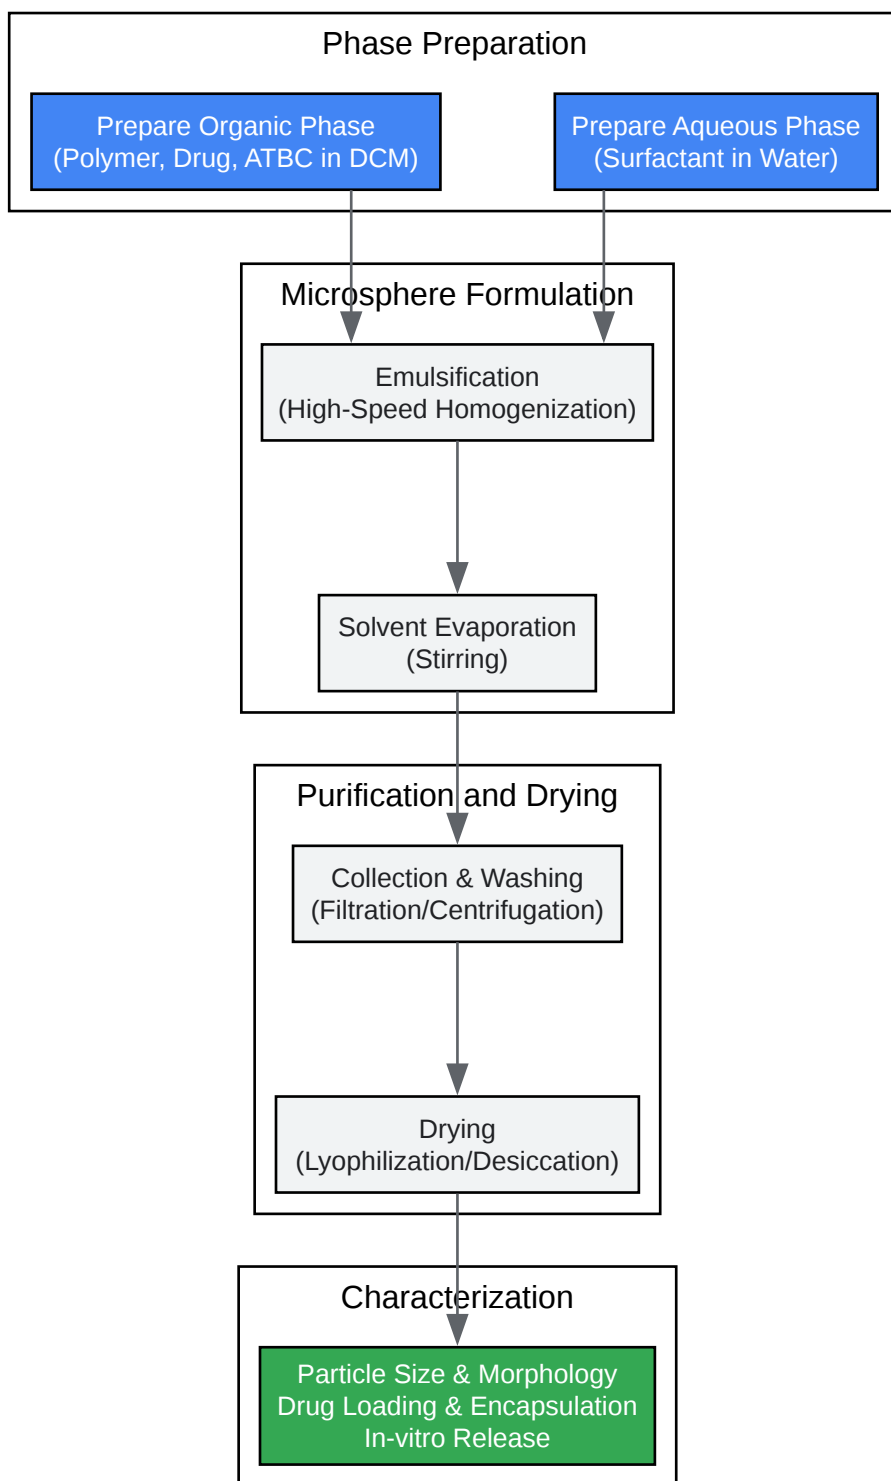 Phase Preparation
Prepare Organic Phase
(Polymer, Drug, ATBC in DCM)
Prepare Aqueous Phase
(Surfactant in Water)
Microsphere Formulation
Emulsification
(High-Speed Homogenization)
Solvent Evaporation
(Stirring)
Purification and Drying
Collection & Washing
(Filtration/Centrifugation)
Drying
(Lyophilization/Desiccation)
Characterization
Particle Size & Morphology
Drug Loading & Encapsulation
In-vitro Release